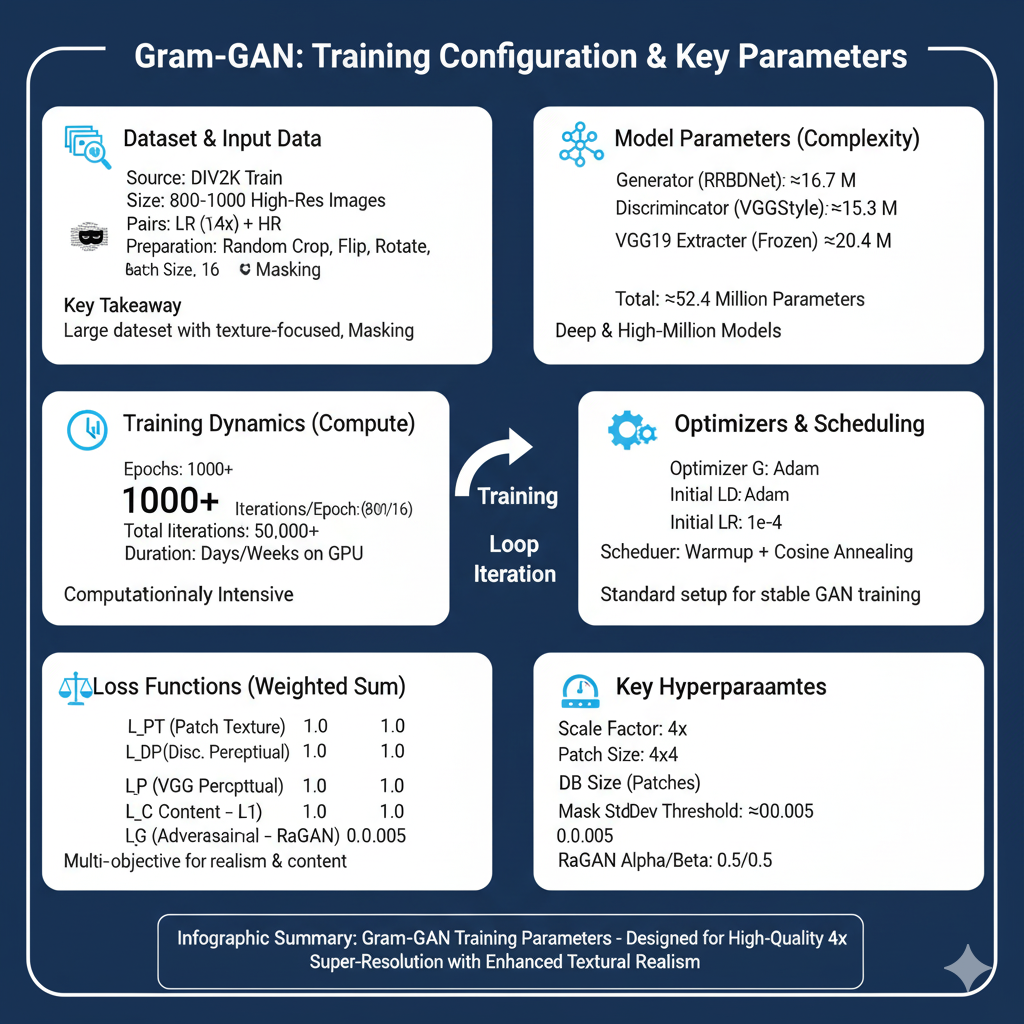 Gram-GAN: Training Configuration & Key Parameters
Dataset & Input Data
Source: DIV2K Train
Size: 800-1000 High-Res Images
Pairs: LR (14x) + HR
Preparation: Random Crop, Flip, Rotate,
Bath Size, 16 Masking
Key Takeaway
Large dateset with texture-focused, Masking
Model Parameters (Complexity)
Generator (RRBDNet): ≈16.7 M
Discrimincator (VGGStyle): ≈15.3 M
VGG19 Extracter (Frozen) ≈20.4 M
Total: ≈52.4 Million Parameters
Deep & High-Million Models
Training Dynamics (Compute)
Epochs: 1000+
1000+ Iterations/Epoch:
Total Iterations: 50,000+
Duration: Days/Weeks on GPU
Computationinaly Intensive
Training
Loop
Iteration
Optimizers & Scheduling
Optimizer G: Adam
Initial LD: Adam
Initial LR: 1e-4
Scheduer: Warmup + Cosine Annealing
Standard setup for stable GAN training
Loss Functions (Weighted Sum)
L_PT (Patch Texture) 1.0 1.0
L_DP(Disc. Percptiual) 1.0 1.0
L_P (VGG Percpttual) 1.0 1.0
L_C Content - L1) 1.0 1.0
L_G (Adverasainal - RaGAN) 0.0.005
Multi-objective for realism & content
Key Hyperparaamtes
Scale Factor: 4x
Patch Size: 4x4
DB Size (Patches)
Mask StdDev Threshold: ≈00.005
0.0.005
RaGAN Alpha/Beta: 0.5/0.5
Infographic Summary: Gram-GAN Training Parameters - Designed for High-Quality 4x
Super-Resolution with Enhanced Textural Realism